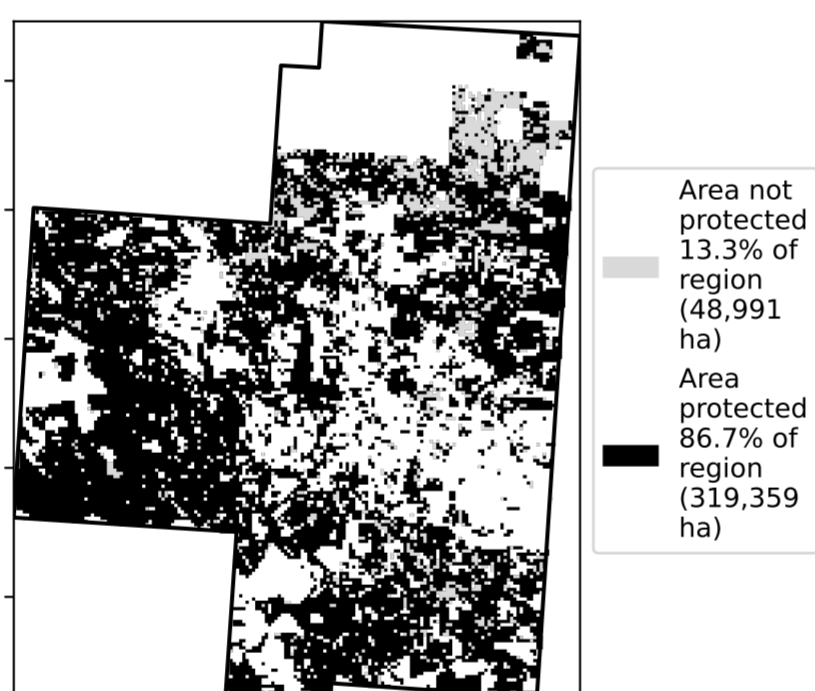 Area not
protected
13.3% of
region
(48,991
ha)
Area
protected
86.7% of
region
(319,359
ha)